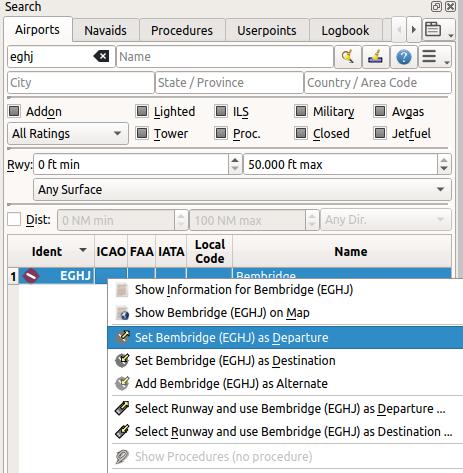 Search
Airports Navaids Procedures Userpoints Logbook
eghj Name
City State / Province Country / Area Code
Addon Lighted ILS Military Avgas
All Ratings Tower Proc. Closed Jetfuel
Rwy: 0 ft min 50.000 ft max
Any Surface
Dist: 0 NM min 100 NM max Any Dir.
Ident ICAO FAA IATA Local Code Name
1 EGHJ Bembridge
Show Information for Bembridge (EGHJ)
Show Bembridge (EGHJ) on Map
Set Bembridge (EGHJ) as Departure
Set Bembridge (EGHJ) as Destination
Add Bembridge (EGHJ) as Alternate
Select Runway and use Bembridge (EGHJ) as Departure ...
Select Runway and use Bembridge (EGHJ) as Destination ...
Show Procedures (no procedure)